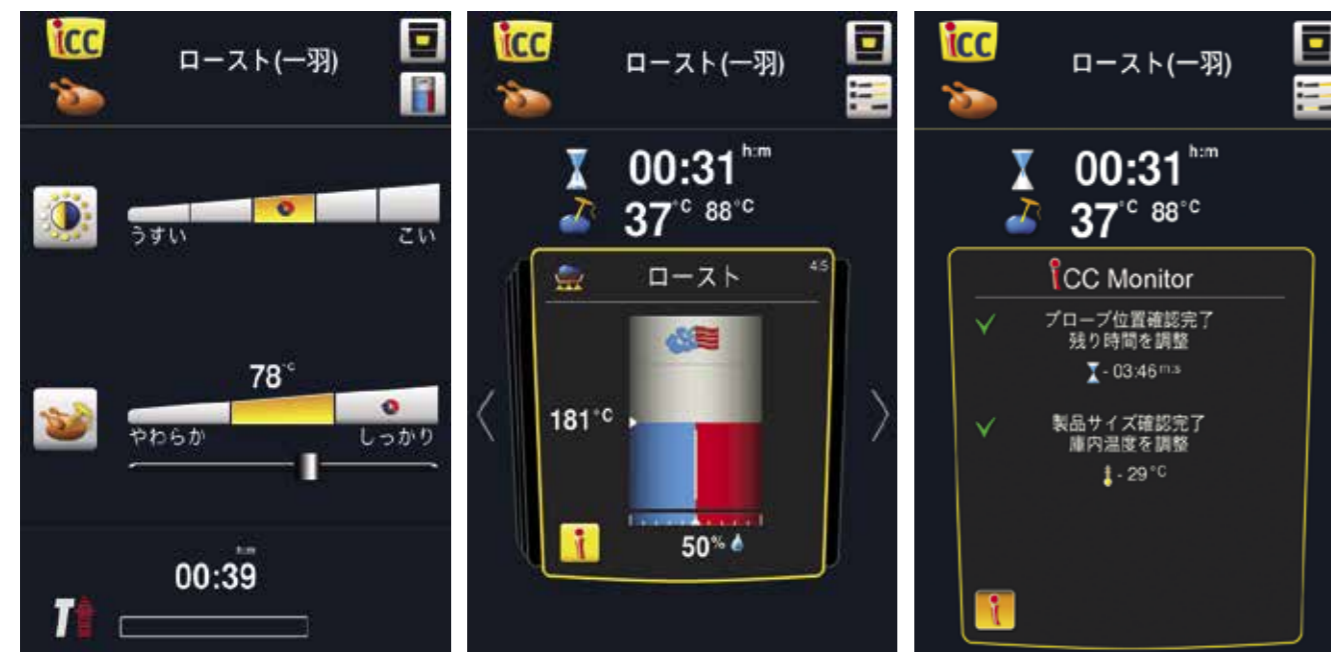 iCC
ロースト(一羽)
うすい
こい
78°C
やわらか
しっかり
h:m
00:39
T
iCC
ロースト(一羽)
00:31 h:m
37°C 88°C
ロースト
4:5
181°C
i
50%
iCC
ロースト(一羽)
00:31 h:m
37°C 88°C
iCC Monitor
プローブ位置確認完了
残り時間を調整
- 03:46 m:s
製品サイズ確認完了
庫内温度を調整
- 29°C
i